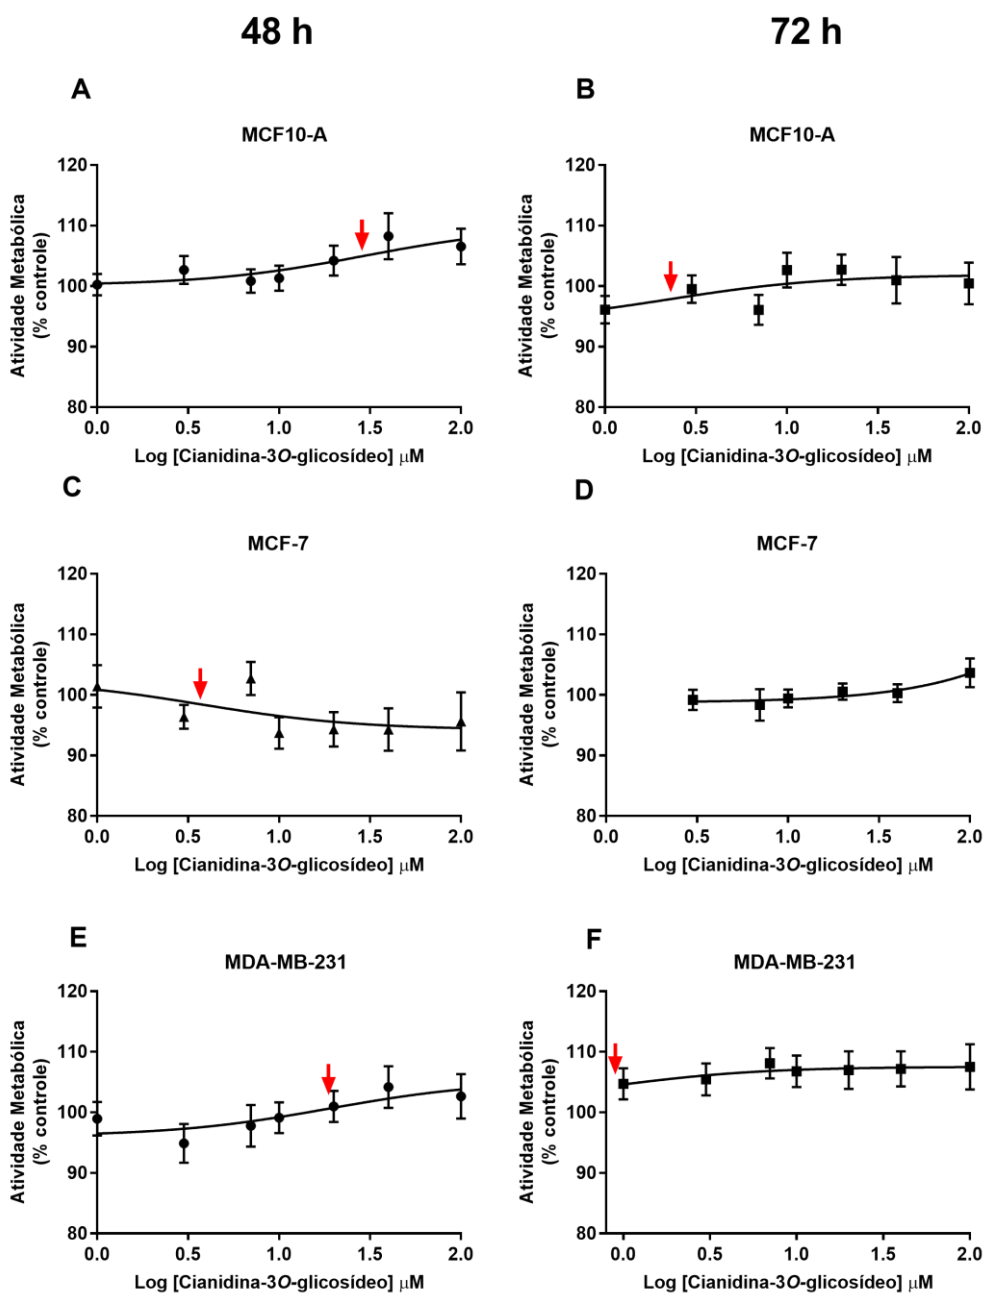 48 h
72 h
A
MCF10-A
120
110
100
90
80
0.0
0.5
1.0
1.5
2.0
Atividade Metabólica
(% controle)
Log [Cianidina-3O-glicosídeo] μM
B
MCF10-A
120
110
100
90
80
0.0
0.5
1.0
1.5
2.0
Atividade Metabólica
(% controle)
Log [Cianidina-3O-glicosídeo] μM
C
MCF-7
120
110
100
90
80
0.0
0.5
1.0
1.5
2.0
Atividade Metabólica
(% controle)
Log [Cianidina-3O-glicosídeo] μM
D
MCF-7
120
110
100
90
80
0.0
0.5
1.0
1.5
2.0
Atividade Metabólica
(% controle)
Log [Cianidina-3O-glicosídeo] μM
E
MDA-MB-231
120
110
100
90
80
0.0
0.5
1.0
1.5
2.0
Atividade Metabólica
(% controle)
Log [Cianidina-3O-glicosídeo] μM
F
MDA-MB-231
120
110
100
90
80
0.0
0.5
1.0
1.5
2.0
Atividade Metabólica
(% controle)
Log [Cianidina-3O-glicosídeo] μM